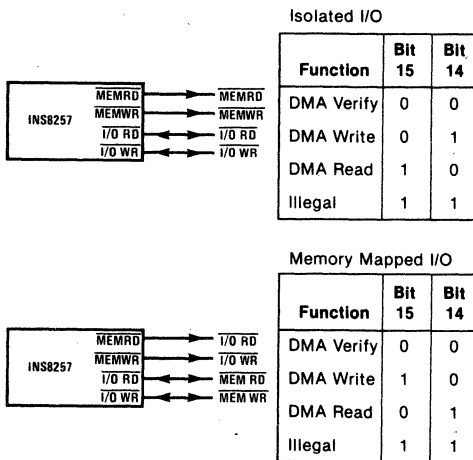 Isolated I/O
Function Bit 15 Bit 14
DMA Verify 0 0
DMA Write 0 1
DMA Read 1 0
Illegal 1 1
INS8257
MEMRD MEMRD
MEMWR MEMWR
I/O RD I/O RD
I/O WR I/O WR
Memory Mapped I/O
Function Bit 15 Bit 14
DMA Verify 0 0
DMA Write 1 0
DMA Read 0 1
Illegal 1 1
INS8257
MEMRD I/O RD
MEMWR I/O WR
I/O RD MEM RD
I/O WR MEM WR